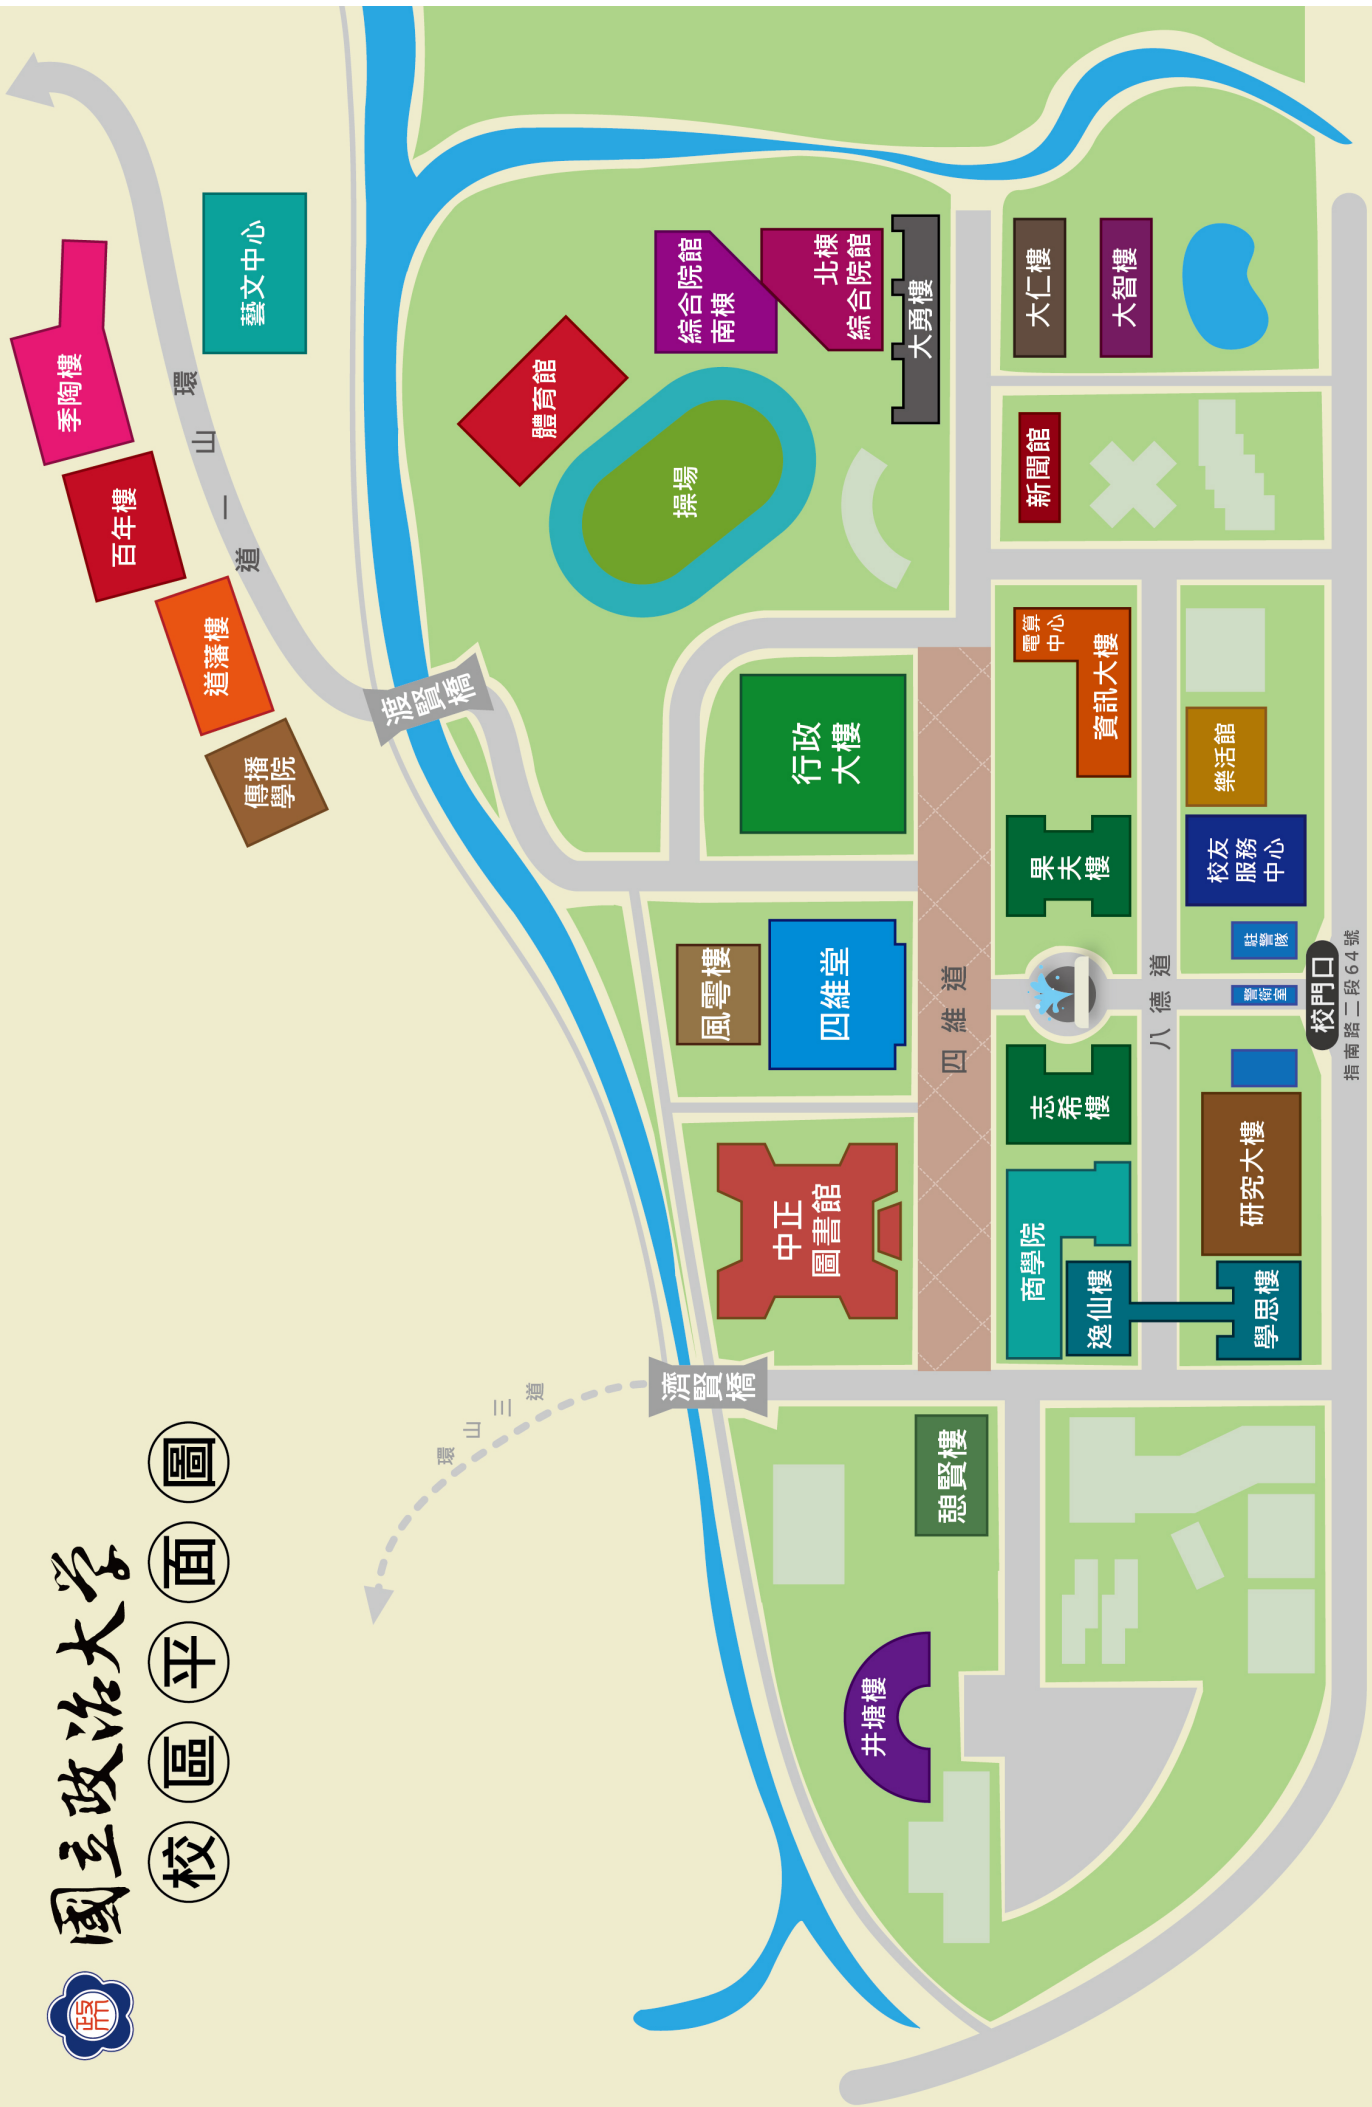 國立政治大學
校區平面圖
政
環山一道
環山三道
季陶樓
百年樓
道藩樓
傳播
學院
藝文中心
渡賢橋
濟賢橋
體育館
操場
綜合院館
南棟
北棟
綜合院館
大勇樓
大仁樓
大智樓
新聞館
行政
大樓
電算
中心
資訊大樓
樂活館
果夫樓
校友
服務
中心
風雩樓
四維堂
四維道
八德道
駐警隊
警衛室
校門口
指南路二段64號
中正
圖書館
志希樓
商學院
逸仙樓
研究大樓
學思樓
憩賢樓
井塘樓